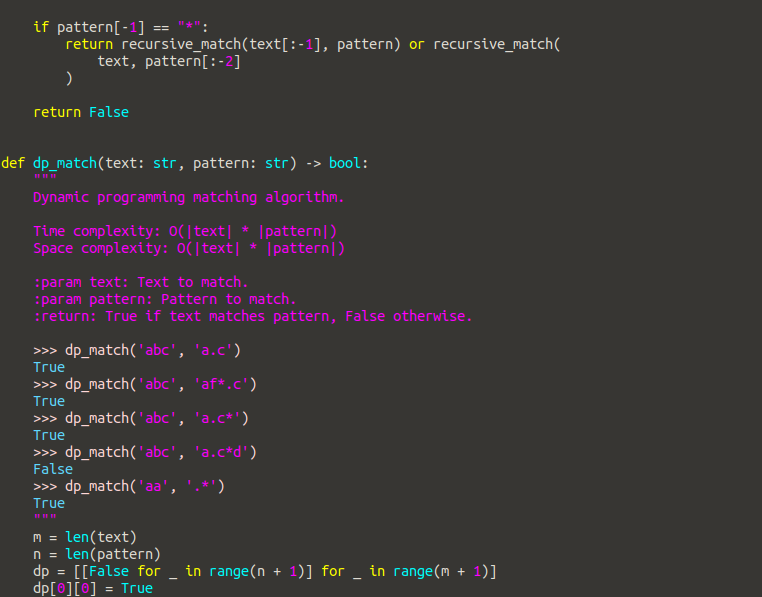 if pattern[-1] == "*":
        return recursive_match(text[:-1], pattern) or recursive_match(
            text, pattern[:-2]
        )

    return False


def dp_match(text: str, pattern: str) -> bool:
    """
    Dynamic programming matching algorithm.

    Time complexity: O(|text| * |pattern|)
    Space complexity: O(|text| * |pattern|)

    :param text: Text to match.
    :param pattern: Pattern to match.
    :return: True if text matches pattern, False otherwise.

    >>> dp_match('abc', 'a.c')
    True
    >>> dp_match('abc', 'af*.c')
    True
    >>> dp_match('abc', 'a.c*')
    True
    >>> dp_match('abc', 'a.c*d')
    False
    >>> dp_match('aa', '.*')
    True
    """
    m = len(text)
    n = len(pattern)
    dp = [[False for _ in range(n + 1)] for _ in range(m + 1)]
    dp[0][0] = True